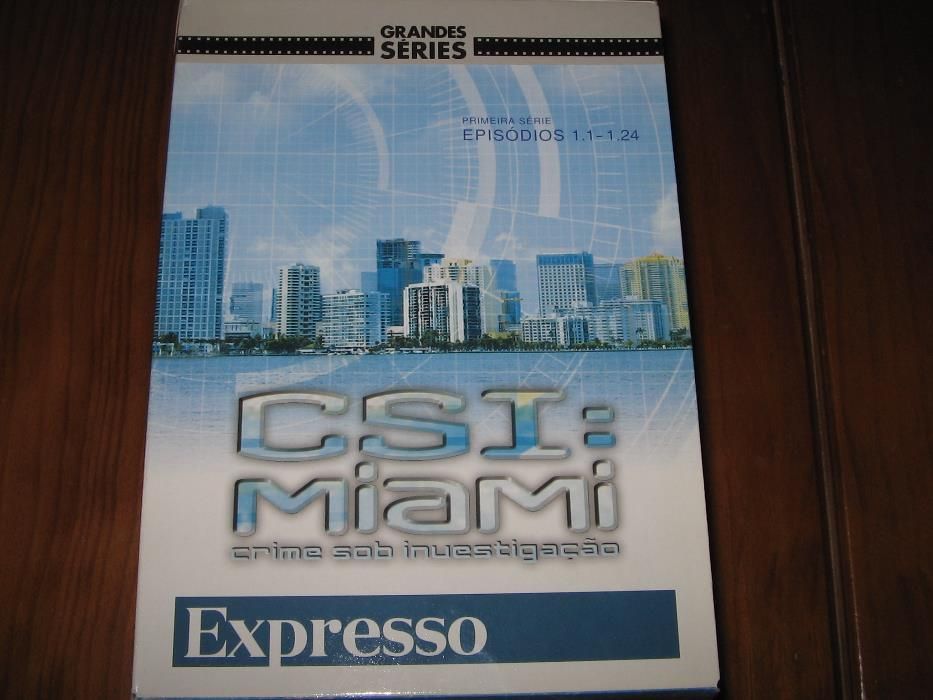 GRANDES
SÉRIES
PRIMEIRA SÉRIE
EPISÓDIOS 1.1-1.24
CSI:
Miami
crime sob investigação
Expresso